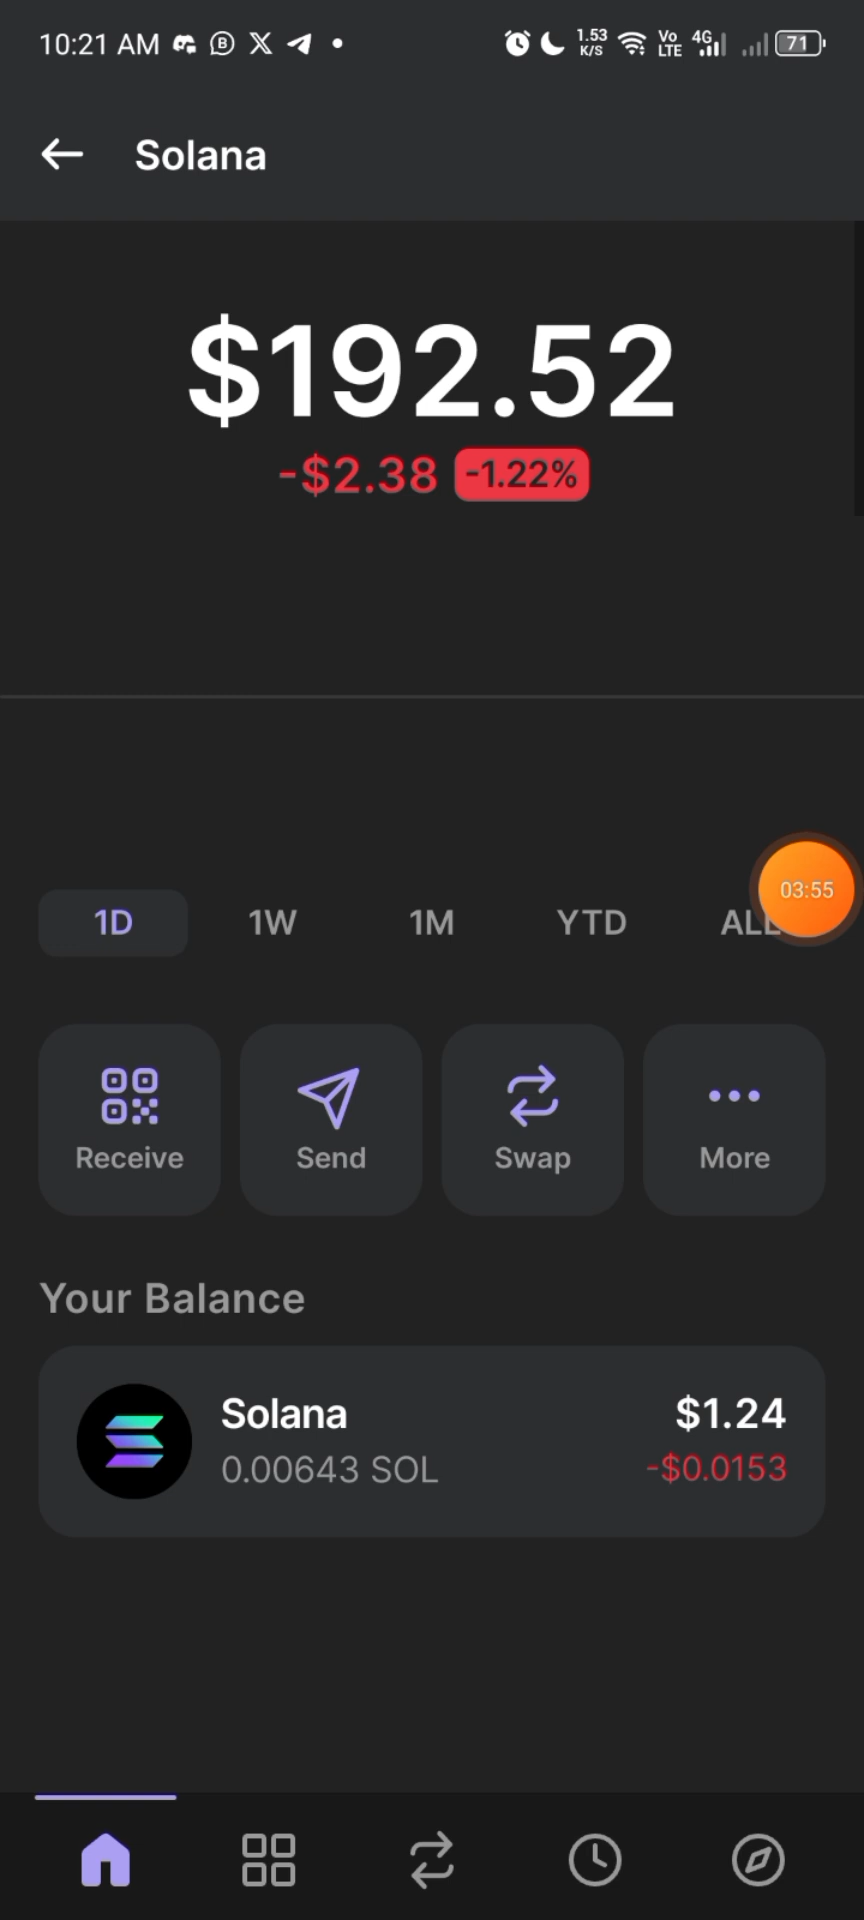 10:21 AM
1.53 K/S Vo LTE 4G 71
Solana
$192.52
-$2.38 -1.22%
03:55
1D 1W 1M YTD ALL
Receive Send Swap More
Your Balance
Solana $1.24
0.00643 SOL -$0.0153